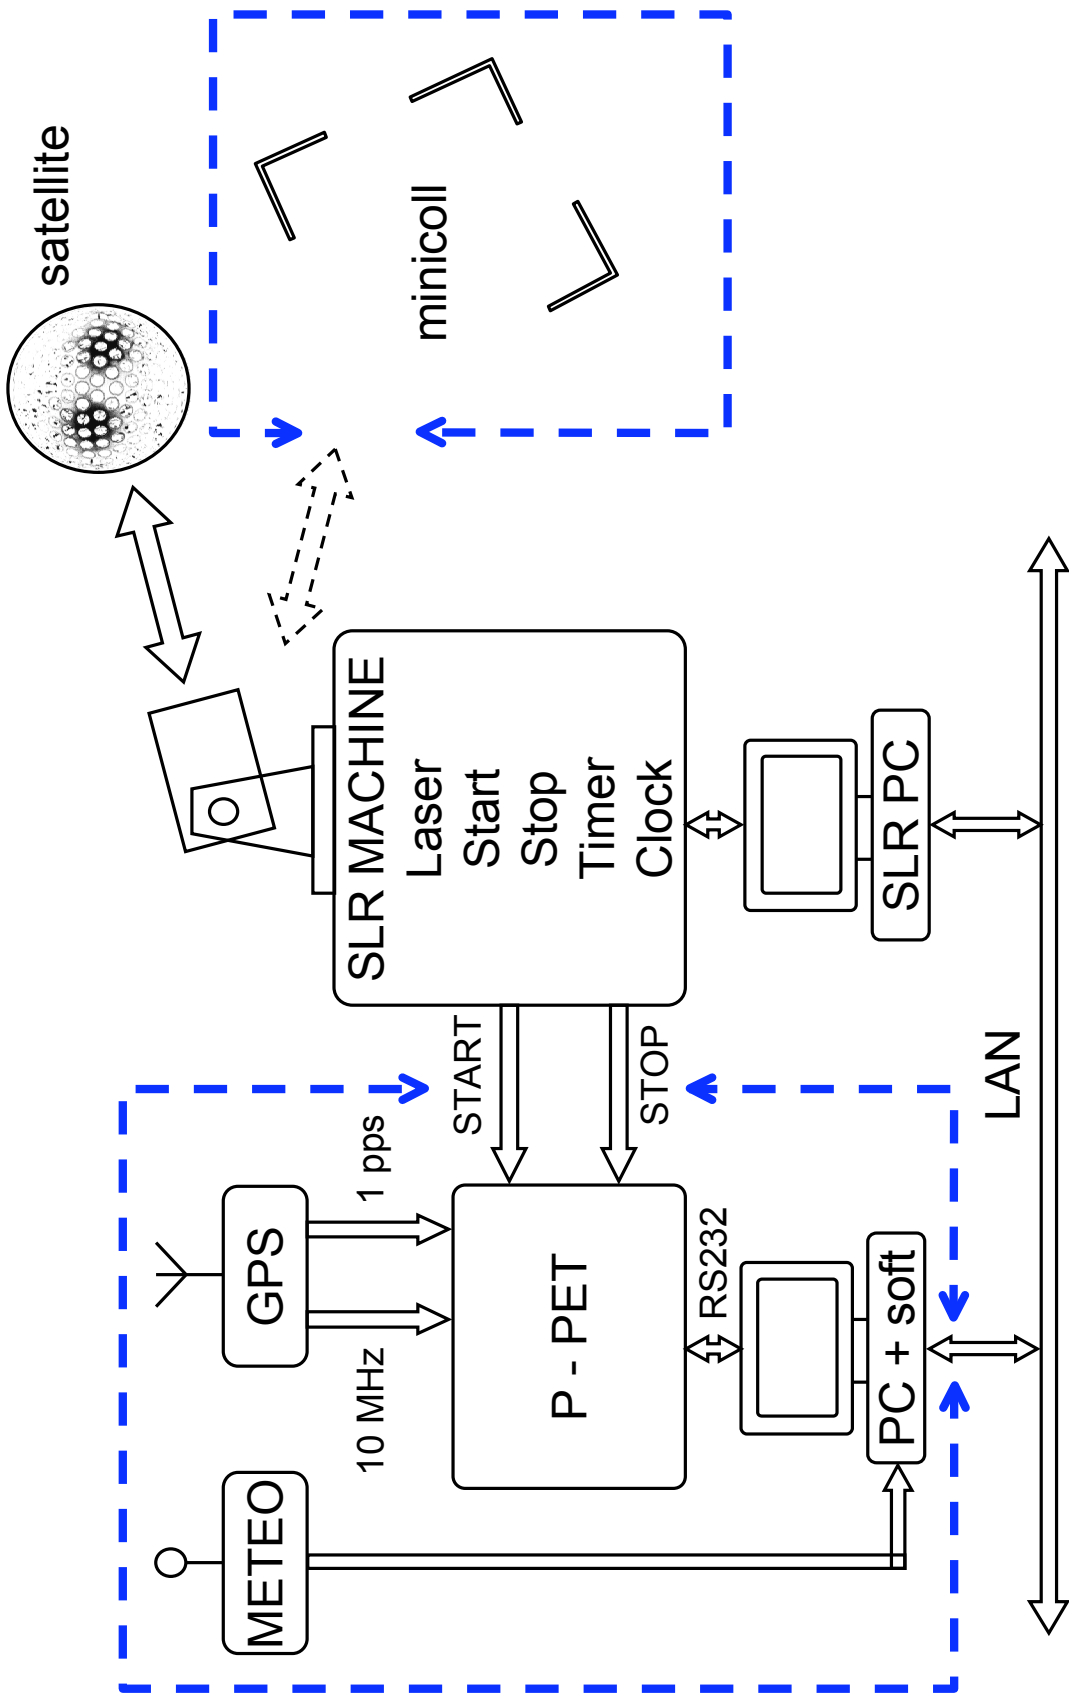 satellite
minicoll
SLR MACHINE
Laser
Start
Stop
Timer
Clock
SLR PC
START
STOP
1 pps
10 MHz
GPS
METEO
P - PET
RS232
PC + soft
LAN